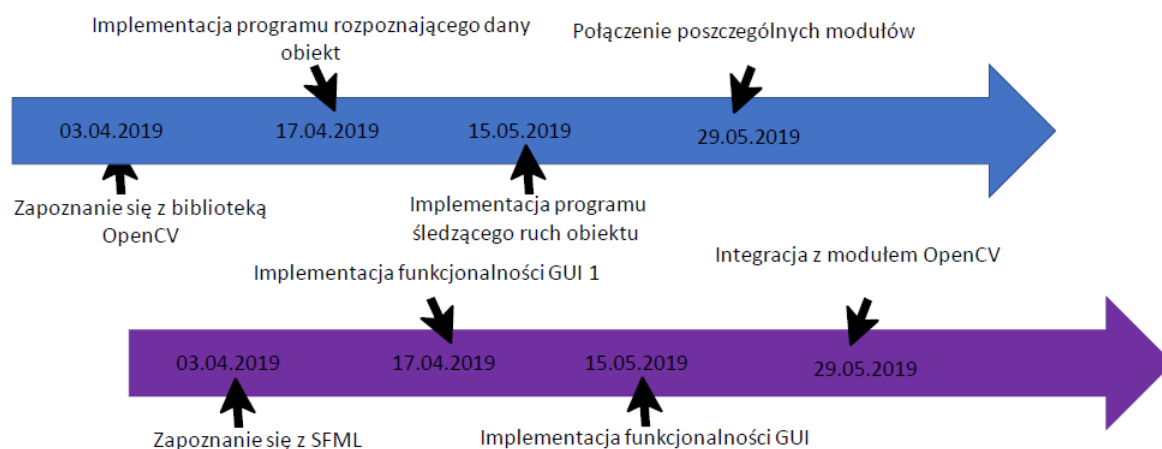 Implementacja programu rozpoznającego dany
obiekt
Połączenie poszczególnych modułów
03.04.2019
17.04.2019
15.05.2019
29.05.2019
Zapoznanie się z biblioteką
OpenCV
Implementacja programu
śledzącego ruch obiektu
Integracja z modułem OpenCV
Implementacja funkcjonalności GUI 1
03.04.2019
17.04.2019
15.05.2019
29.05.2019
Zapoznanie się z SFML
Implementacja funkcjonalności GUI